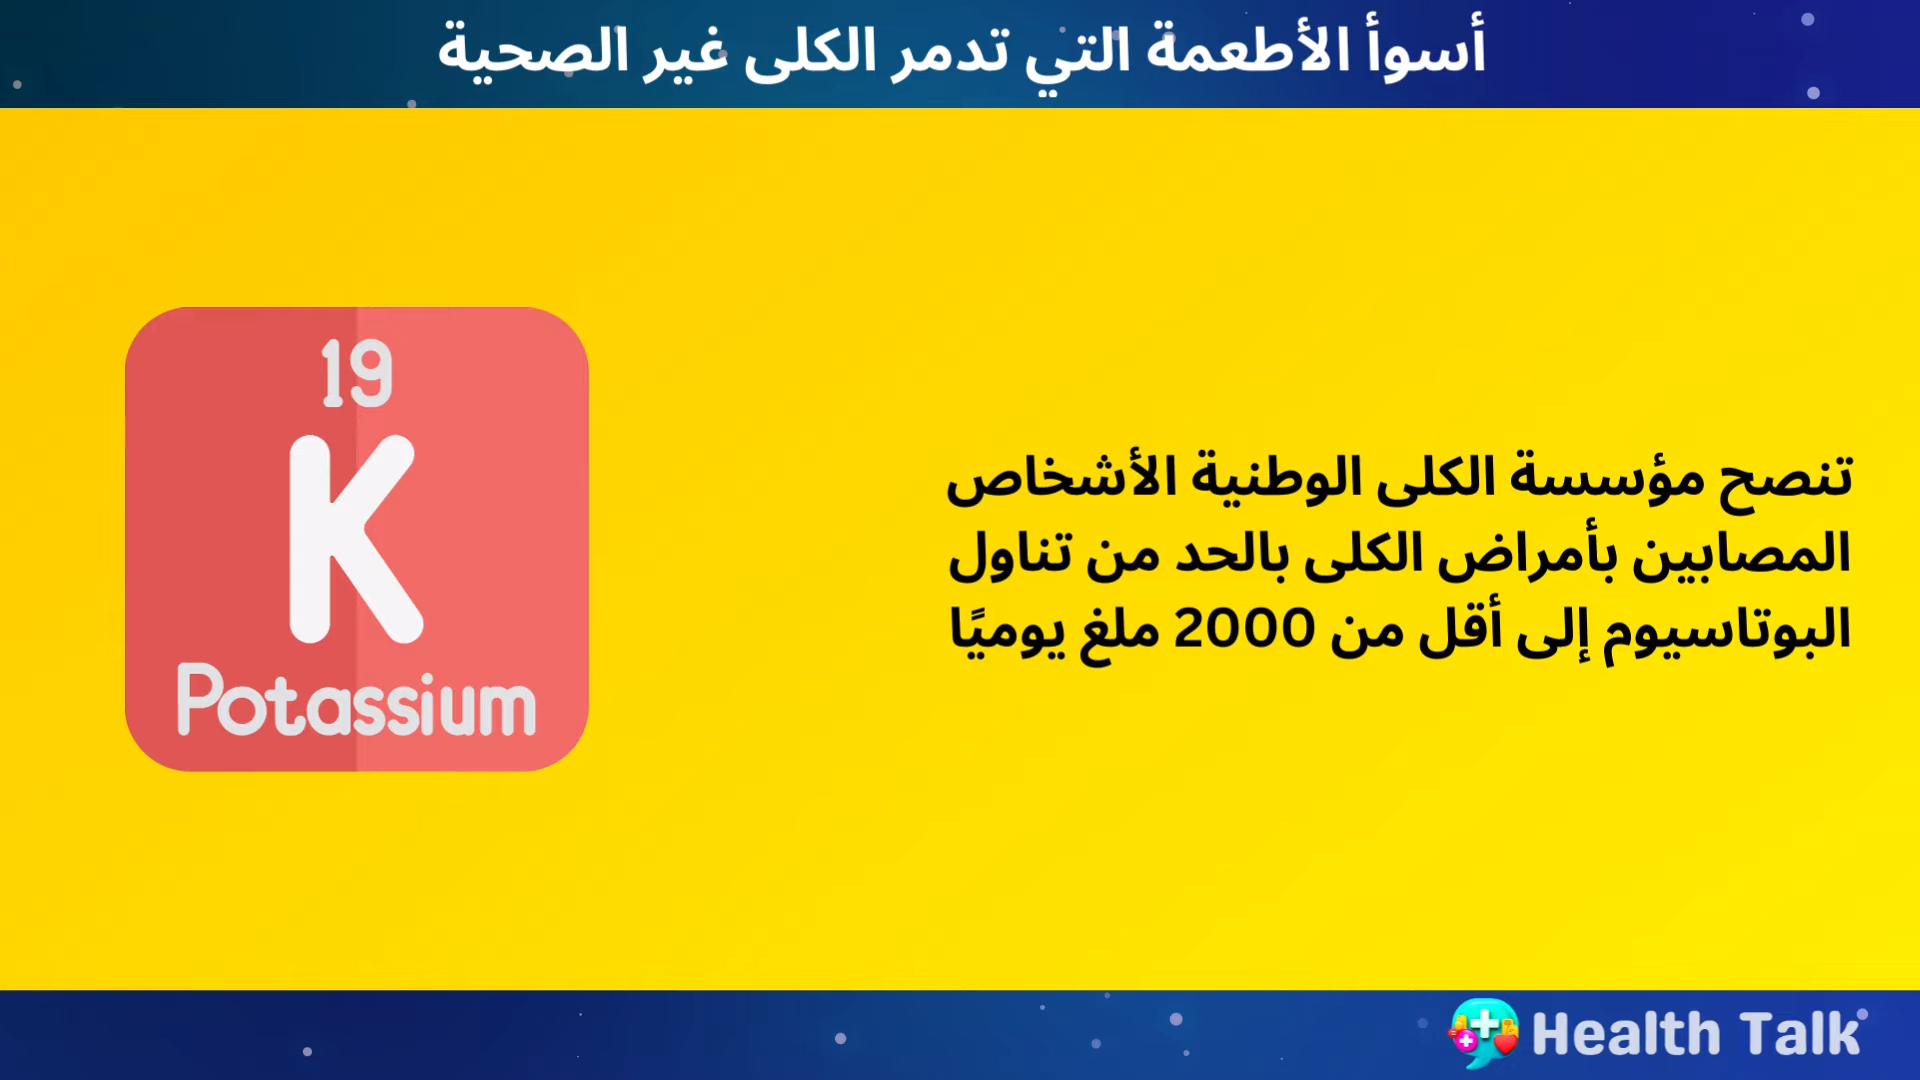 أسوأ الأطعمة التي تدمر الكلى غير الصحية
19
K
Potassium
تنصح مؤسسة الكلى الوطنية الأشخاص
المصابين بأمراض الكلى بالحد من تناول
البوتاسيوم إلى أقل من 2000 ملغ يوميًا
Health Talk